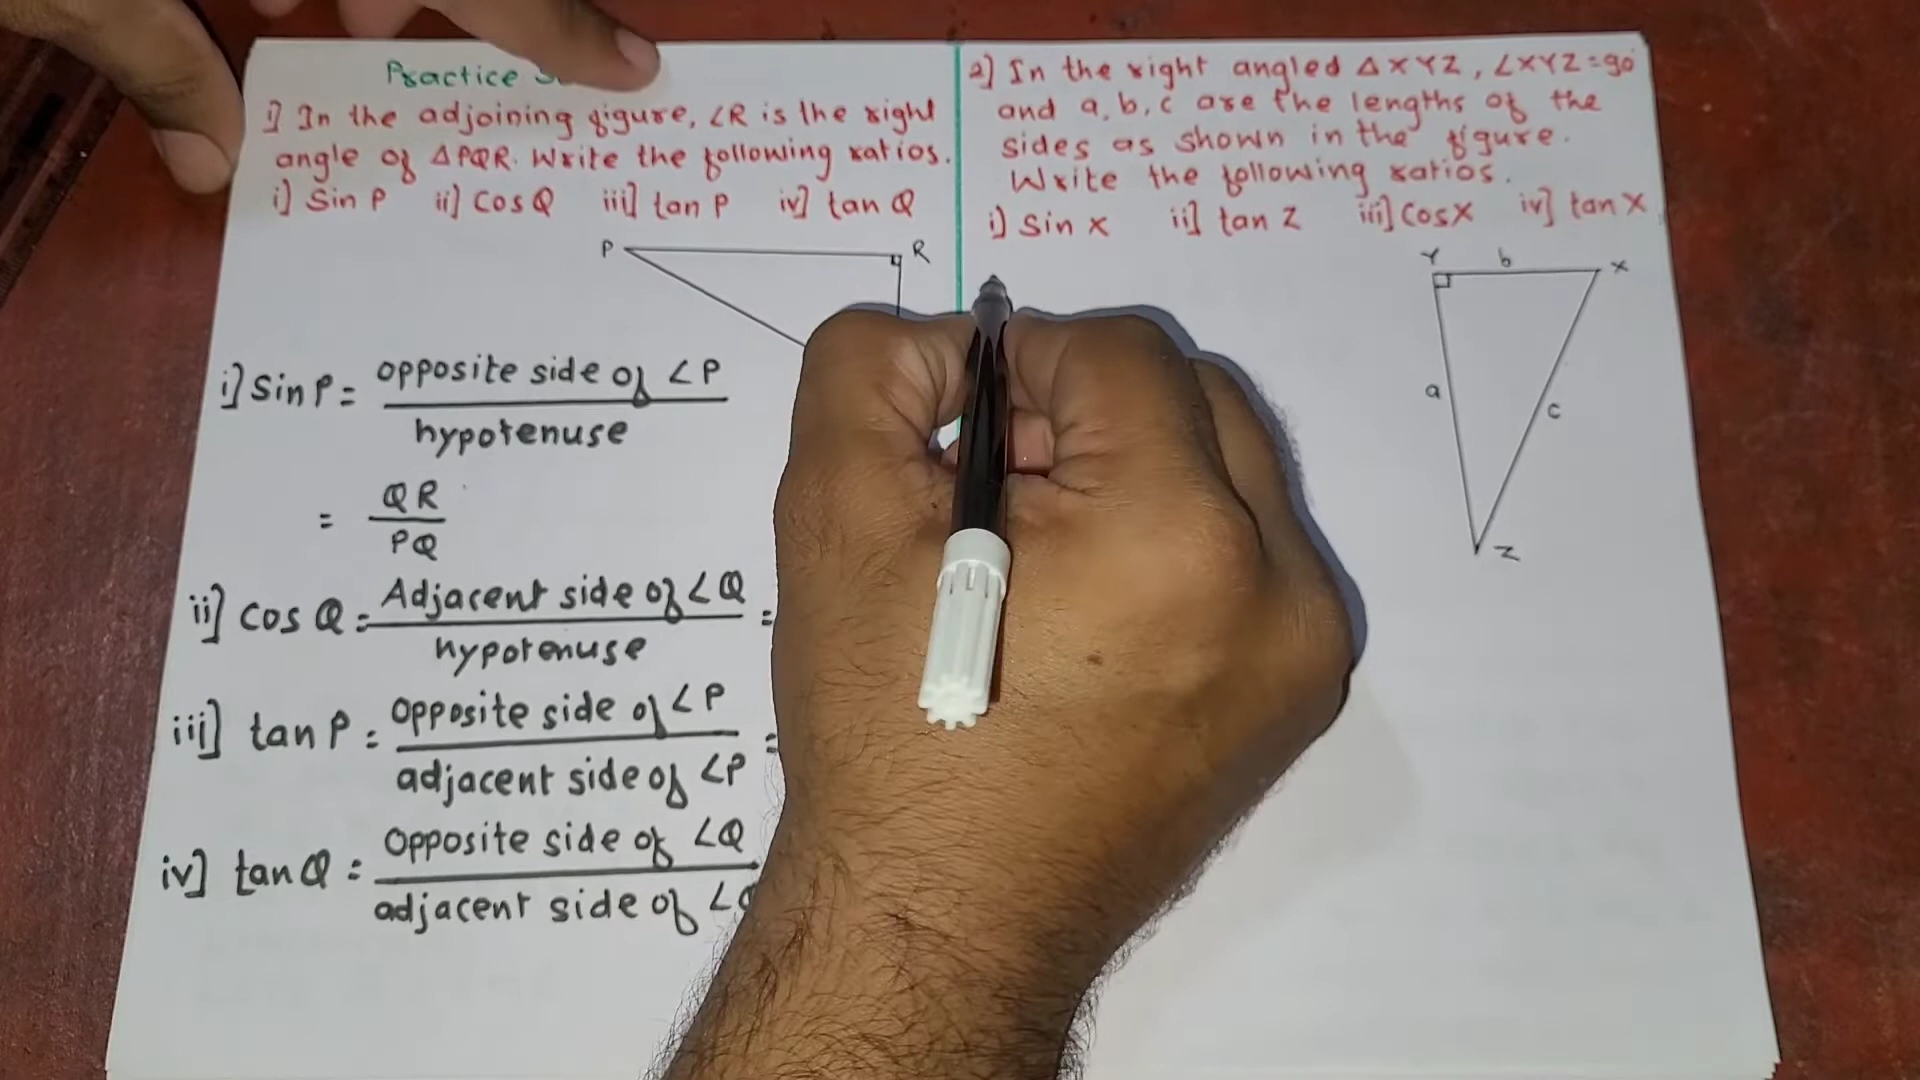 Practice
1] In the adjoining figure, ∠R is the right
angle of ΔPQR. Write the following ratios.
i] Sin P ii] Cos Q iii] tan P iv] tan Q
P R
i] Sin P = opposite side of ∠P
hypotenuse
= QR
PQ
ii] Cos Q = Adjacent side of ∠Q =
hypotenuse
iii] tan P = Opposite side of ∠P =
adjacent side of ∠P
iv] tan Q = Opposite side of ∠Q
adjacent side of ∠
2] In the right angled ΔXYZ, ∠XYZ=90°
and a, b, c are the lengths of the
sides as shown in the figure.
Write the following ratios.
i] Sin X ii] tan Z iii] Cos X iv] tan X
Y b X
a c
Z